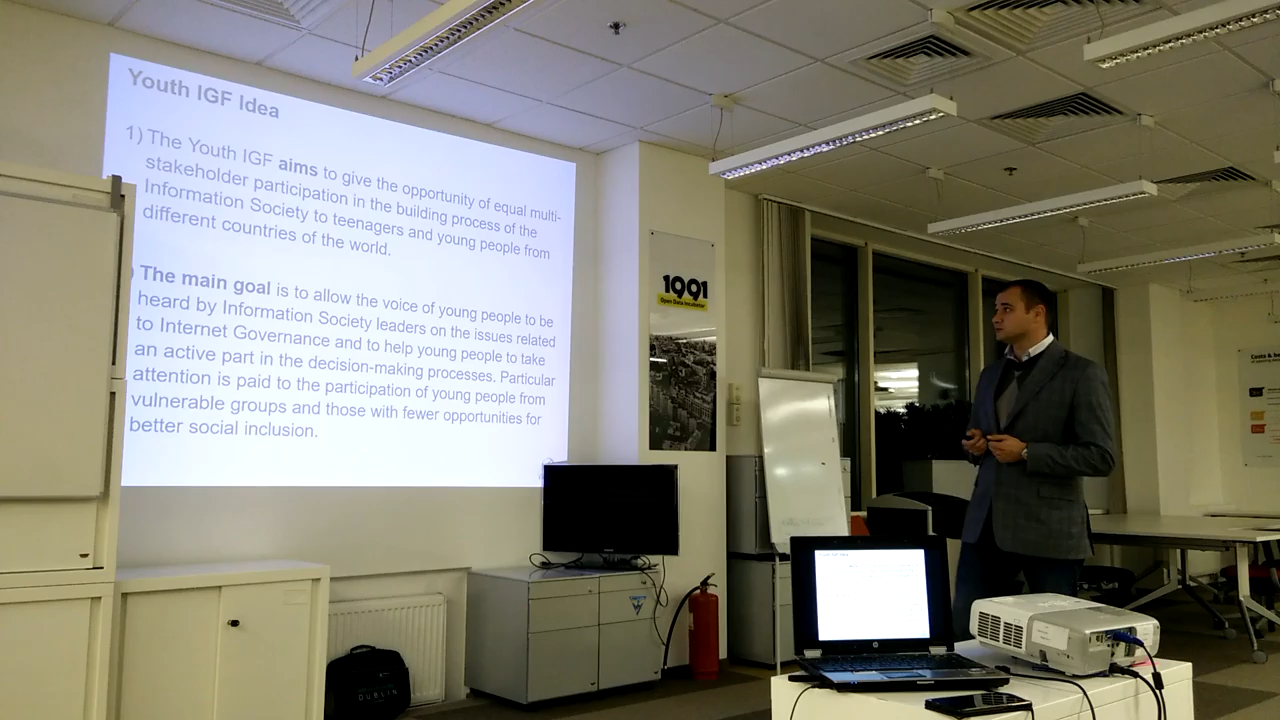 Youth IGF Idea
1) The Youth IGF aims to give the opportunity of equal multi-
stakeholder participation in the building process of the
Information Society to teenagers and young people from
different countries of the world.
) The main goal is to allow the voice of young people to be
heard by Information Society leaders on the issues related
to Internet Governance and to help young people to take
an active part in the decision-making processes. Particular
attention is paid to the participation of young people from
vulnerable groups and those with fewer opportunities for
better social inclusion.
1991
Open Data Incubator
Costs & be
DUBLIN
hp